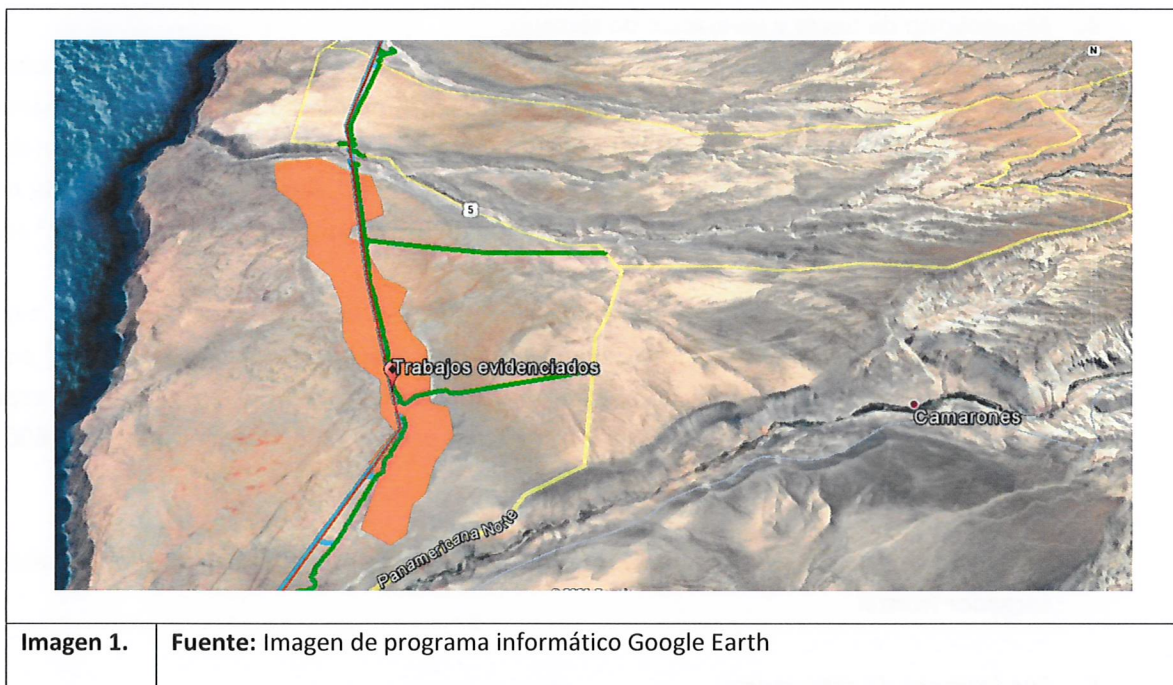 N
5
Trabajos evidenciados
Camarones
Panamericana Norte
Imagen 1.
Fuente: Imagen de programa informático Google Earth